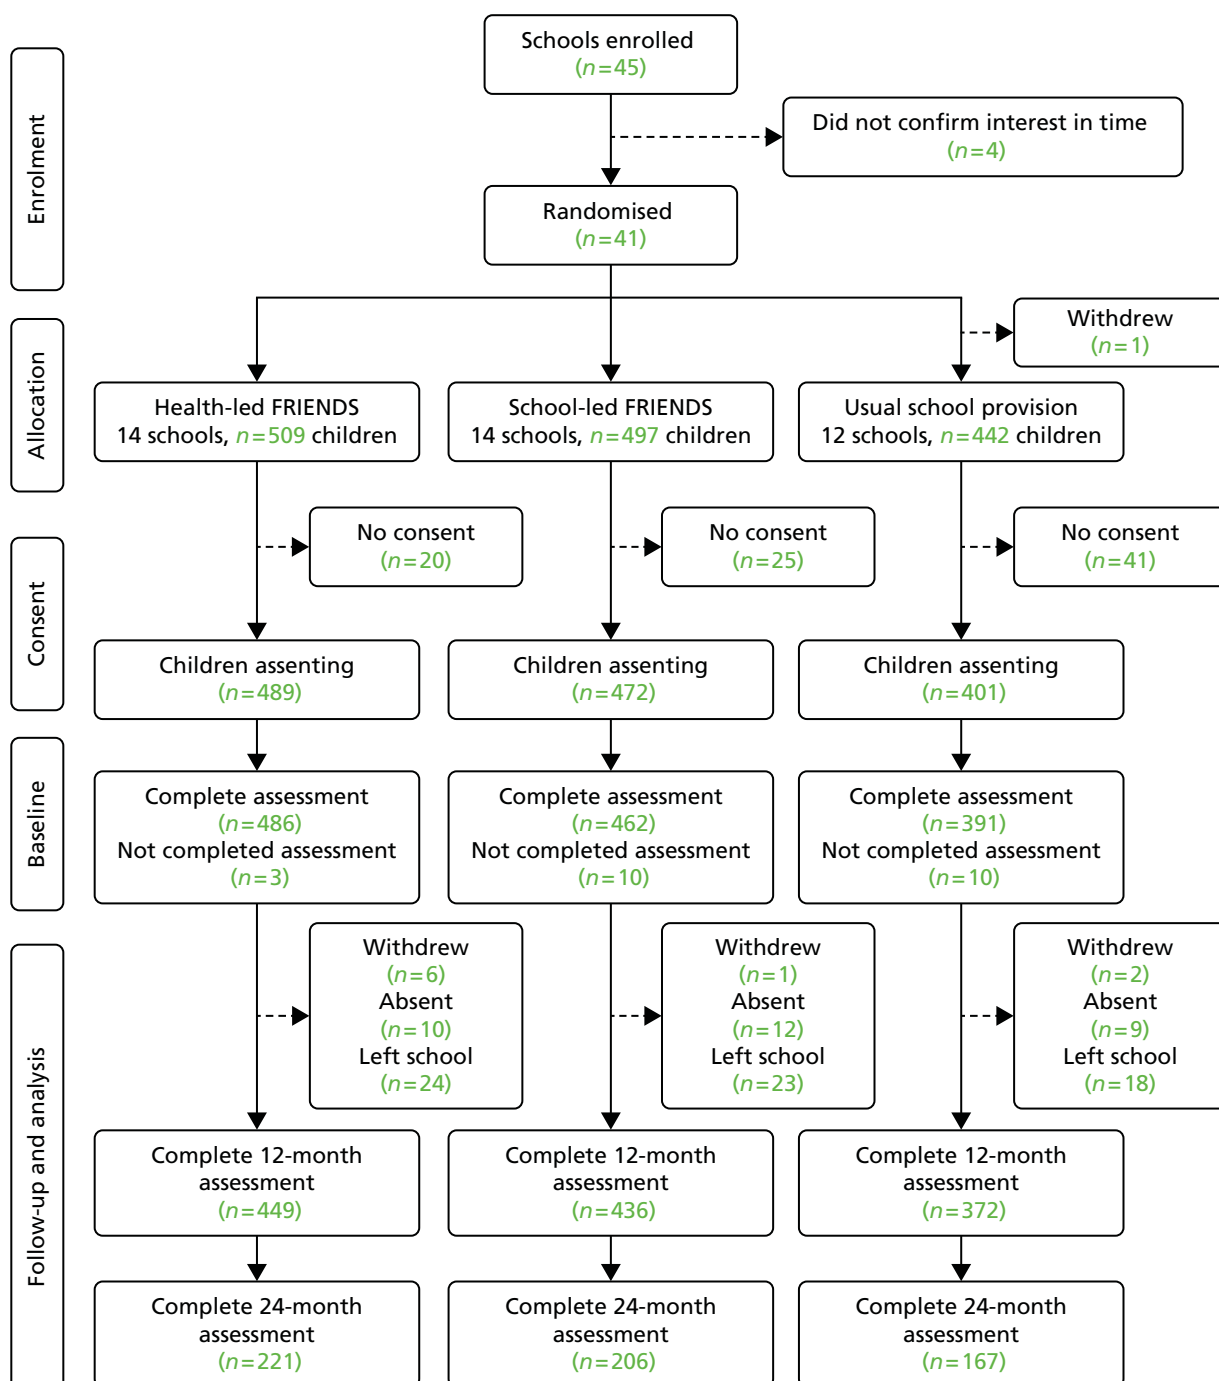 Enrolment
Schools enrolled
(n=45)
Did not confirm interest in time
(n=4)
Randomised
(n=41)
Allocation
Withdrew
(n=1)
Health-led FRIENDS
14 schools, n=509 children
School-led FRIENDS
14 schools, n=497 children
Usual school provision
12 schools, n=442 children
Consent
No consent
(n=20)
No consent
(n=25)
No consent
(n=41)
Children assenting
(n=489)
Children assenting
(n=472)
Children assenting
(n=401)
Baseline
Complete assessment
(n=486)
Not completed assessment
(n=3)
Complete assessment
(n=462)
Not completed assessment
(n=10)
Complete assessment
(n=391)
Not completed assessment
(n=10)
Follow-up and analysis
Withdrew
(n=6)
Absent
(n=10)
Left school
(n=24)
Withdrew
(n=1)
Absent
(n=12)
Left school
(n=23)
Withdrew
(n=2)
Absent
(n=9)
Left school
(n=18)
Complete 12-month
assessment
(n=449)
Complete 12-month
assessment
(n=436)
Complete 12-month
assessment
(n=372)
Complete 24-month
assessment
(n=221)
Complete 24-month
assessment
(n=206)
Complete 24-month
assessment
(n=167)